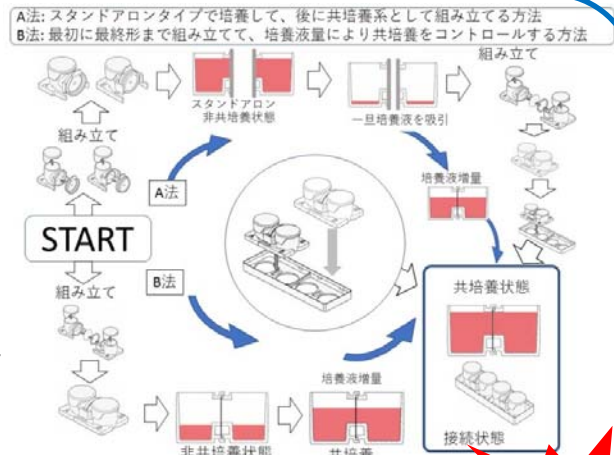 A法: スタンドアロンタイプで培養して、後に共培養系として組み立てる方法
B法: 最初に最終形まで組み立てて、培養液量により共培養をコントロールする方法
組み立て
スタンドアロン
非共培養状態
一旦培養液を吸引
組み立て
A法
培養液増量
START
B法
組み立て
共培養状態
培養液増量
非共培養状態
共培養
接続状態